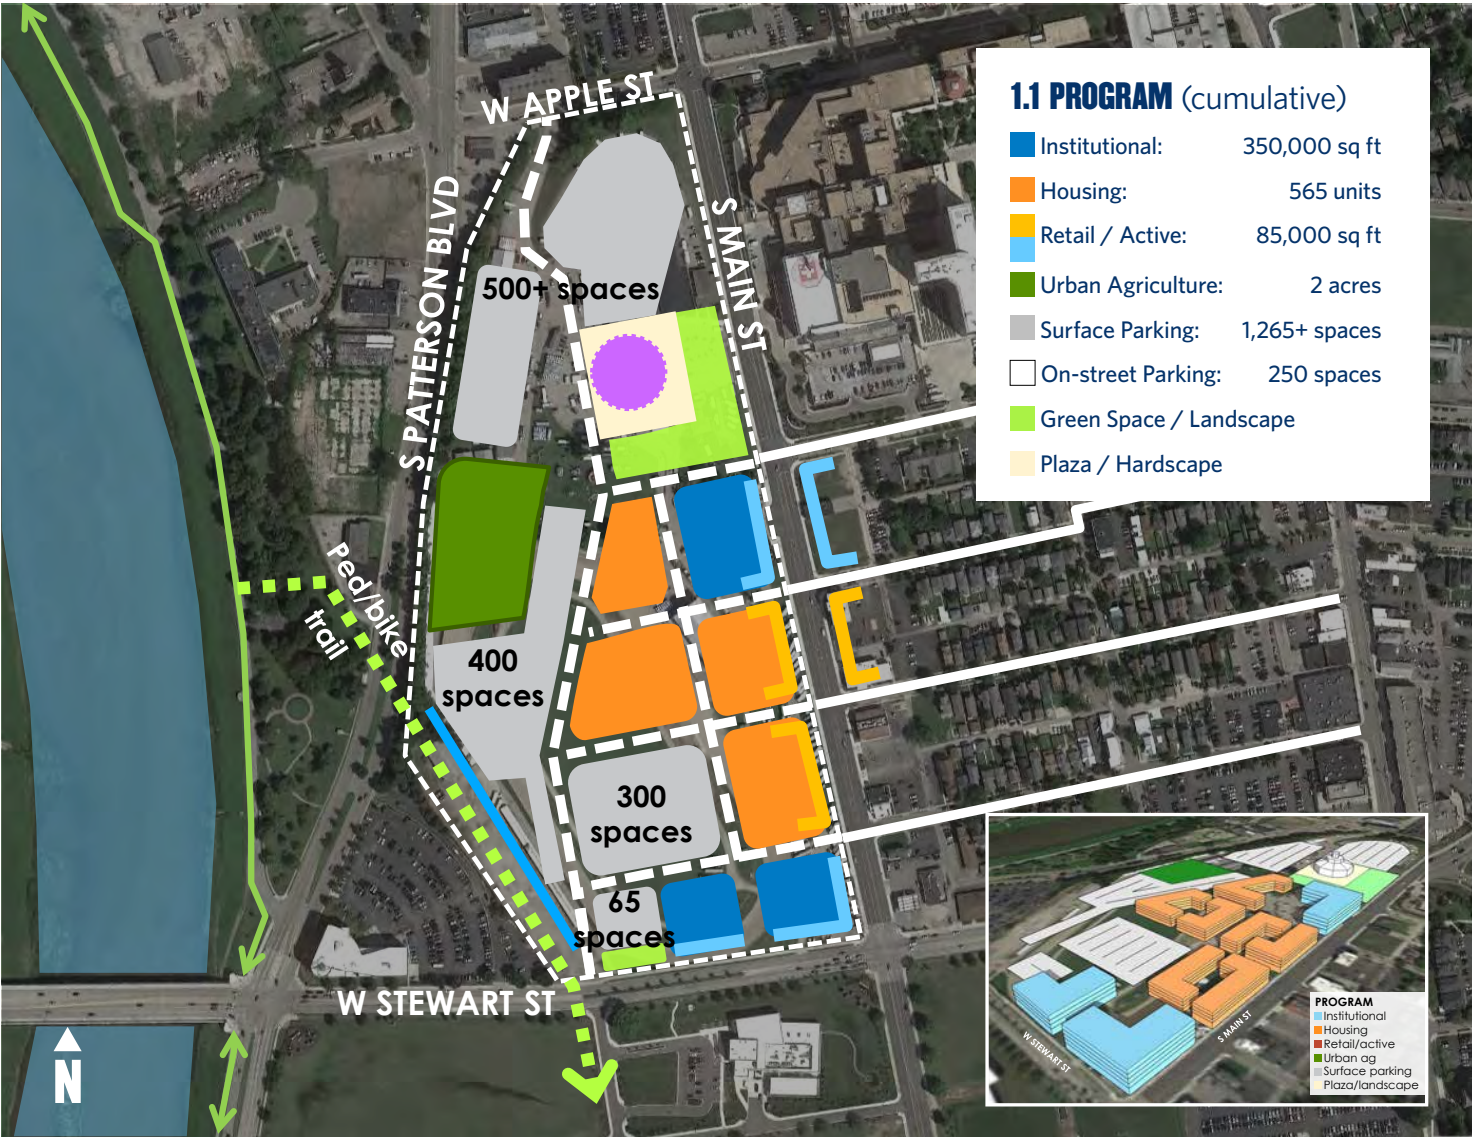 W APPLE ST
S PATTERSON BLVD
S MAIN ST
500+ spaces
Ped/bike
trail
400
spaces
300
spaces
65
spaces
W STEWART ST
N
1.1 PROGRAM (cumulative)
Institutional: 350,000 sq ft
Housing: 565 units
Retail / Active: 85,000 sq ft
Urban Agriculture: 2 acres
Surface Parking: 1,265+ spaces
On-street Parking: 250 spaces
Green Space / Landscape
Plaza / Hardscape
W STEWART ST
S MAIN ST
PROGRAM
Institutional
Housing
Retail/active
Urban ag
Surface parking
Plaza/landscape